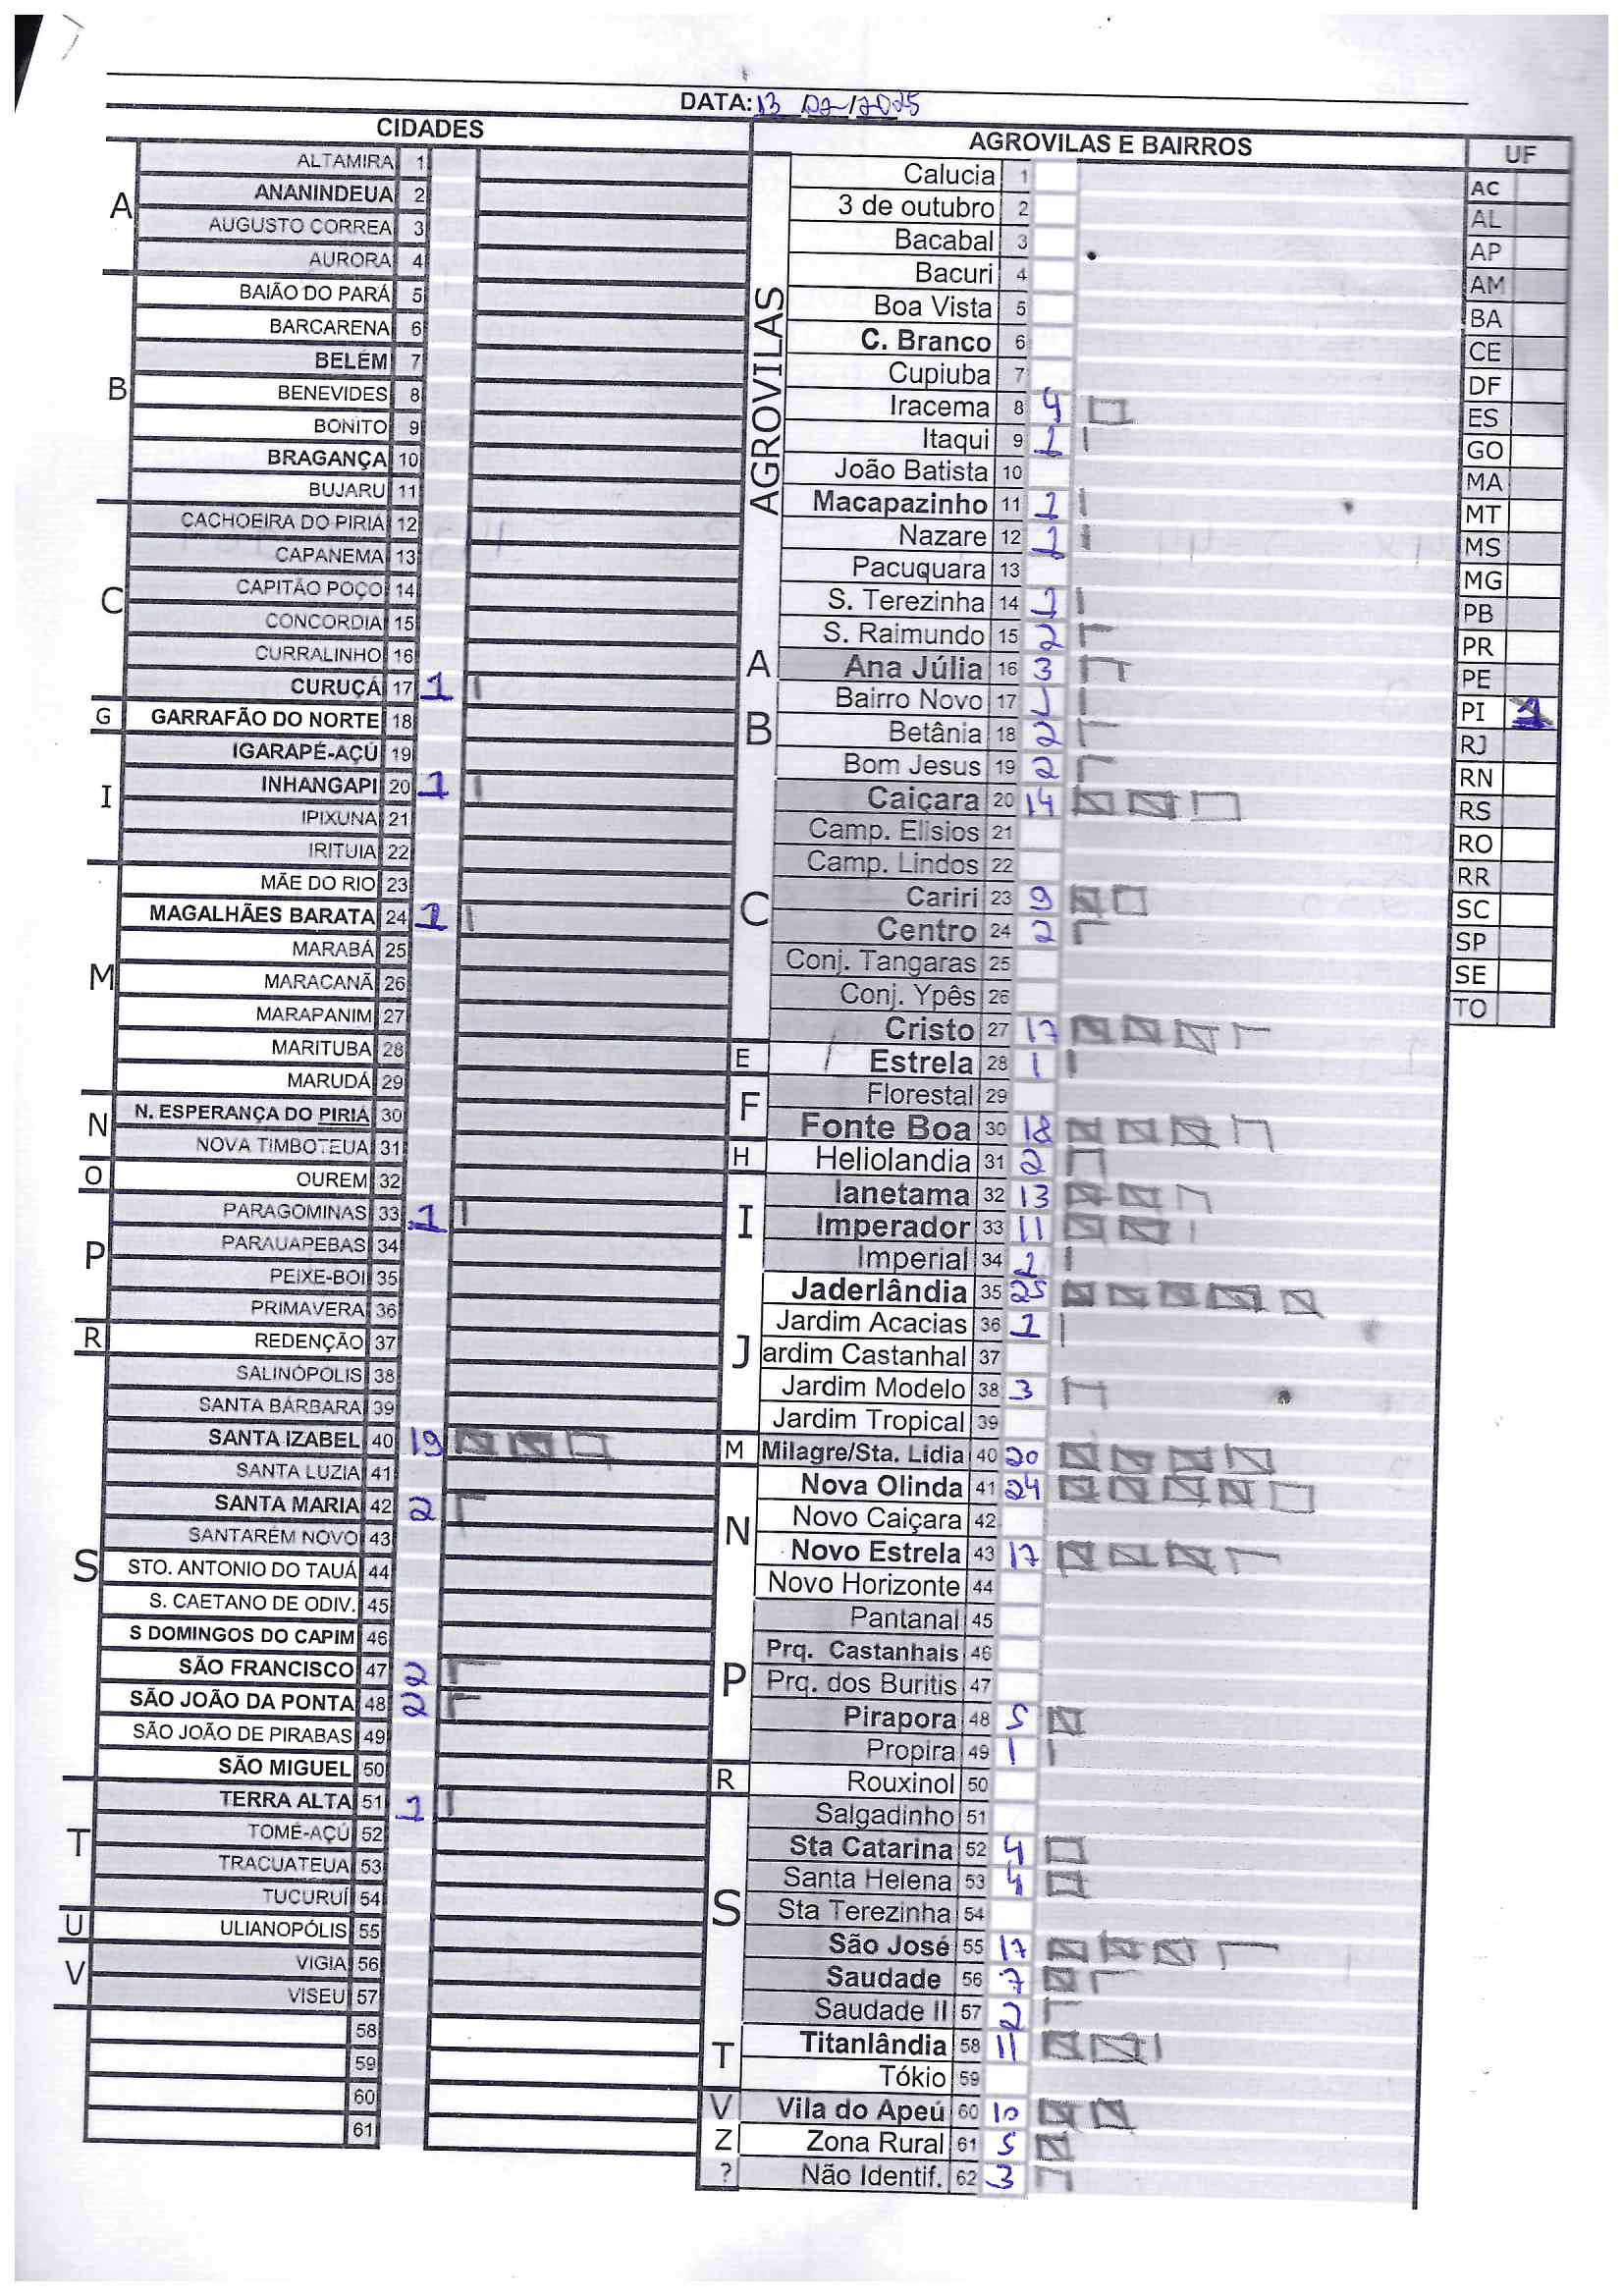 DATA: 13/02/2025
CIDADES
A
ALTAMIRA 1
ANANINDEUA 2
AUGUSTO CORREA 3
AURORA 4
B
BAIÃO DO PARÁ 5
BARCARENA 6
BELÉM 7
BENEVIDES 8
BONITO 9
BRAGANÇA 10
BUJARU 11
C
CACHOEIRA DO PIRIÁ 12
CAPANEMA 13
CAPITÃO POÇO 14
CONCORDIA 15
CURRALINHO 16
CURUÇÁ 17 1
G
GARRAFÃO DO NORTE 18
I
IGARAPÉ-AÇÚ 19
INHANGAPI 20 1
IPIXUNA 21
IRITUIA 22
M
MÃE DO RIO 23
MAGALHÃES BARATA 24 1
MARABÁ 25
MARACANÃ 26
MARAPANIM 27
MARITUBA 28
MARUDÁ 29
N
N. ESPERANÇA DO PIRIÁ 30
NOVA TIMBOTEUA 31
O
OUREM 32
P
PARAGOMINAS 33 1
PARAUAPEBAS 34
PEIXE-BOI 35
PRIMAVERA 36
R
REDENÇÃO 37
S
SALINÓPOLIS 38
SANTA BÁRBARA 39
SANTA IZABEL 40 19
SANTA LUZIA 41
SANTA MARIA 42 2
SANTARÉM NOVO 43
STO. ANTONIO DO TAUÁ 44
S. CAETANO DE ODIV. 45
S DOMINGOS DO CAPIM 46
SÃO FRANCISCO 47 2
SÃO JOÃO DA PONTA 48 2
SÃO JOÃO DE PIRABAS 49
SÃO MIGUEL 50
T
TERRA ALTA 51 1
TOMÉ-AÇÚ 52
TRACUATEUA 53
TUCURUÍ 54
U
ULIANOPÓLIS 55
V
VIGIA 56
VISEU 57
58
59
60
61
AGROVILAS E BAIRROS
AGROVILAS
Calucia 1
3 de outubro 2
Bacabal 3
Bacuri 4
Boa Vista 5
C. Branco 6
Cupiuba 7
Iracema 8 4
Itaqui 9 1
João Batista 10
Macapazinho 11 1
Nazare 12 1
Pacuquara 13
S. Terezinha 14 1
S. Raimundo 15 2
A
Ana Júlia 16 3
B
Bairro Novo 17 1
Betânia 18 2
Bom Jesus 19 2
C
Caiçara 20 14
Camp. Elisios 21
Camp. Lindos 22
Cariri 23 9
Centro 24 2
Conj. Tangaras 25
Conj. Ypês 26
Cristo 27 17
E
Estrela 28 1
F
Florestal 29
Fonte Boa 30 18
H
Heliolandia 31 2
I
Ianetama 32 13
Imperador 33 11
Imperial 34 1
J
Jaderlândia 35 25
Jardim Acacias 36 1
ardim Castanhal 37
Jardim Modelo 38 3
Jardim Tropical 39
M
Milagre/Sta. Lidia 40 20
N
Nova Olinda 41 24
Novo Caiçara 42
Novo Estrela 43 17
Novo Horizonte 44
P
Pantanal 45
Prq. Castanhais 46
Prq. dos Buritis 47
Pirapora 48 5
Propira 49 1
R
Rouxinol 50
S
Salgadinho 51
Sta Catarina 52 4
Santa Helena 53 4
Sta Terezinha 54
São José 55 17
Saudade 56 7
Saudade II 57 2
T
Titanlândia 58 11
Tókio 59
V
Vila do Apeú 60 10
Z
Zona Rural 61 5
?
Não Identif. 62 3
UF
AC
AL
AP
AM
BA
CE
DF
ES
GO
MA
MT
MS
MG
PB
PR
PE
PI 1
RJ
RN
RS
RO
RR
SC
SP
SE
TO